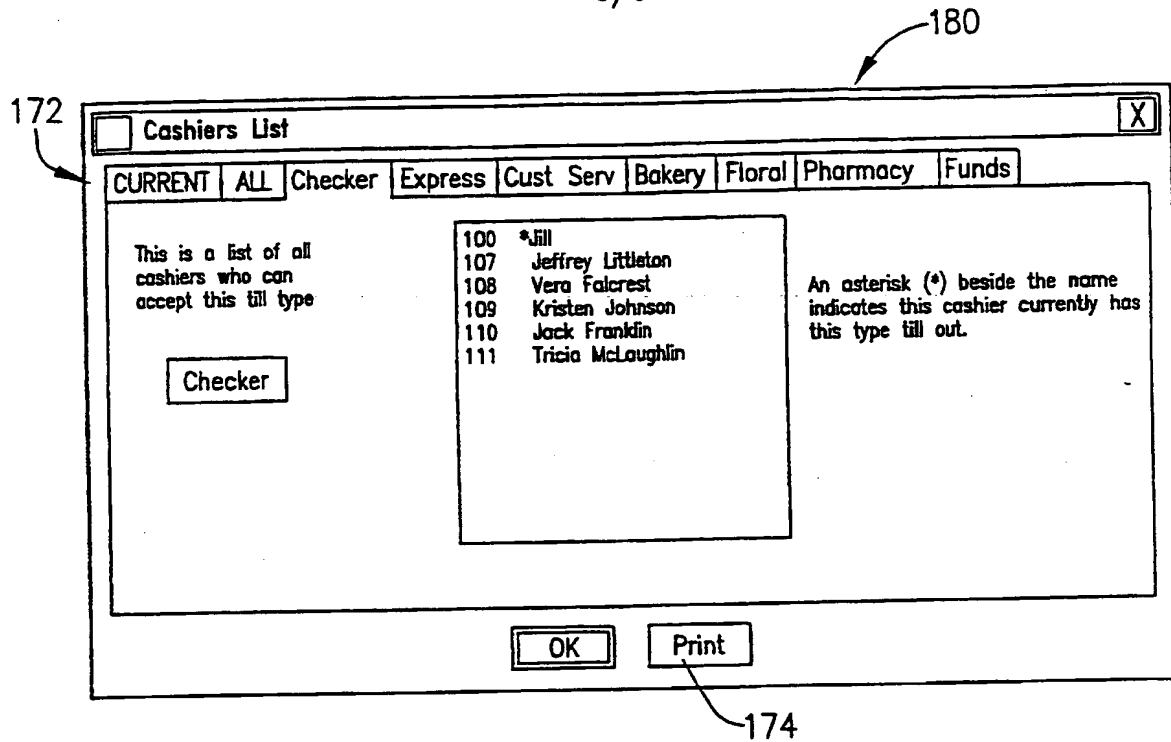 180
172
Cashiers List X
CURRENT ALL Checker Express Cust Serv Bakery Floral Pharmacy Funds
This is a list of all
cashiers who can
accept this till type
Checker
100 *Jill
107 Jeffrey Littleton
108 Vera Falcrest
109 Kristen Johnson
110 Jack Franklin
111 Tricia McLaughlin
An asterisk (*) beside the name
indicates this cashier currently has
this type till out.
OK Print
174